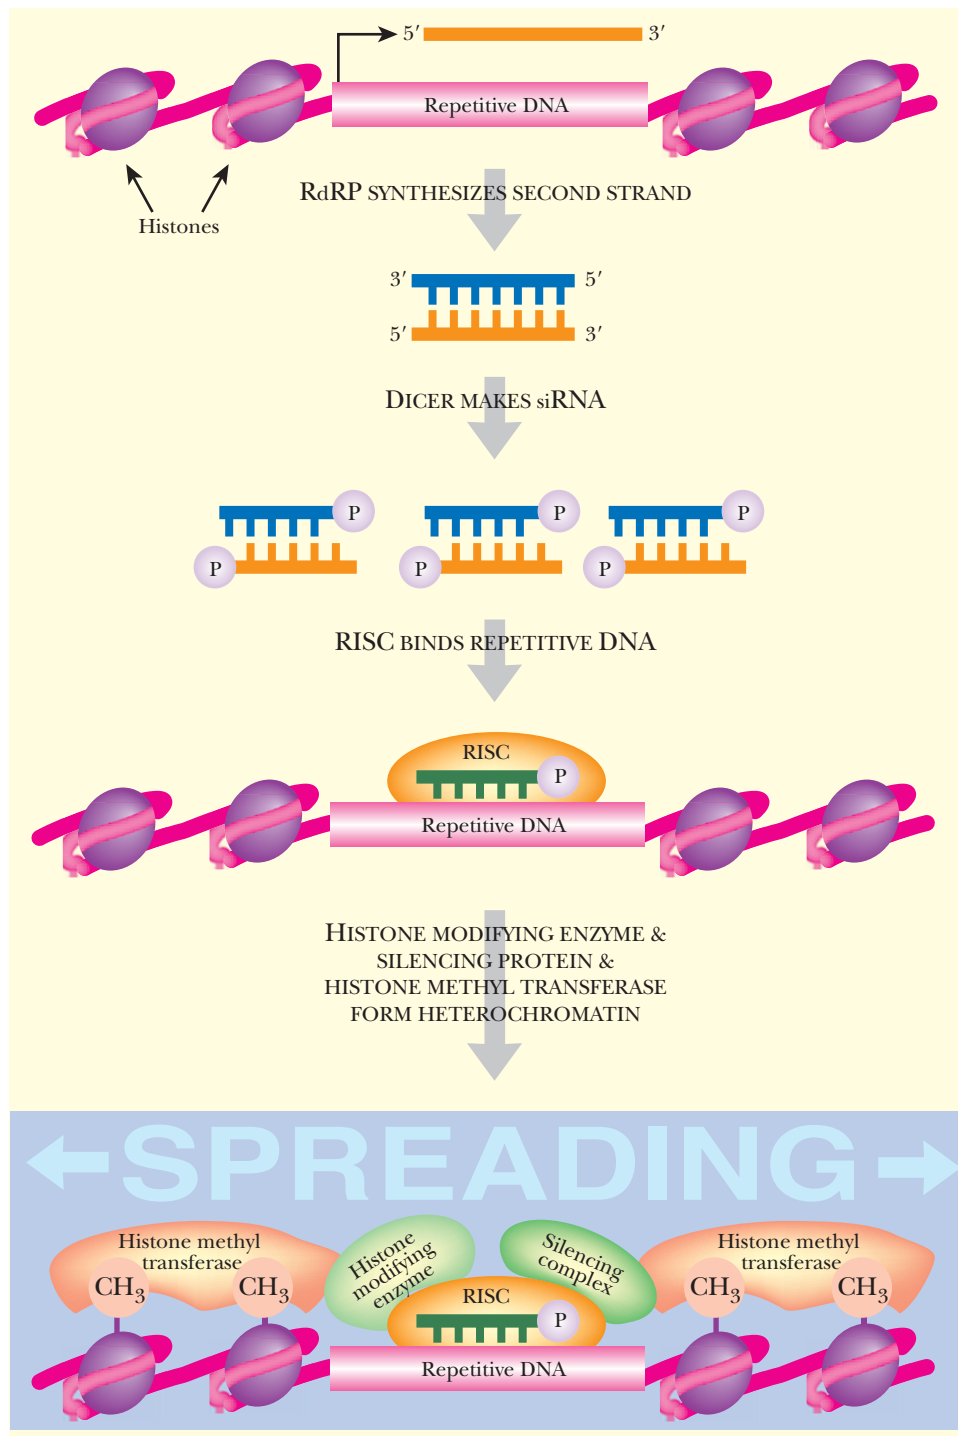 5′ 3′
Repetitive DNA
RdRP SYNTHESIZES SECOND STRAND
Histones
3′ 5′
5′ 3′
DICER MAKES siRNA
P P P
P P P
RISC BINDS REPETITIVE DNA
RISC
P
Repetitive DNA
HISTONE MODIFYING ENZYME &
SILENCING PROTEIN &
HISTONE METHYL TRANSFERASE
FORM HETEROCHROMATIN
SPREADING
Histone methyl
transferase
CH3 CH3
Histone
modifying
enzyme
Silencing
complex
Histone methyl
transferase
CH3 CH3
RISC
P
Repetitive DNA